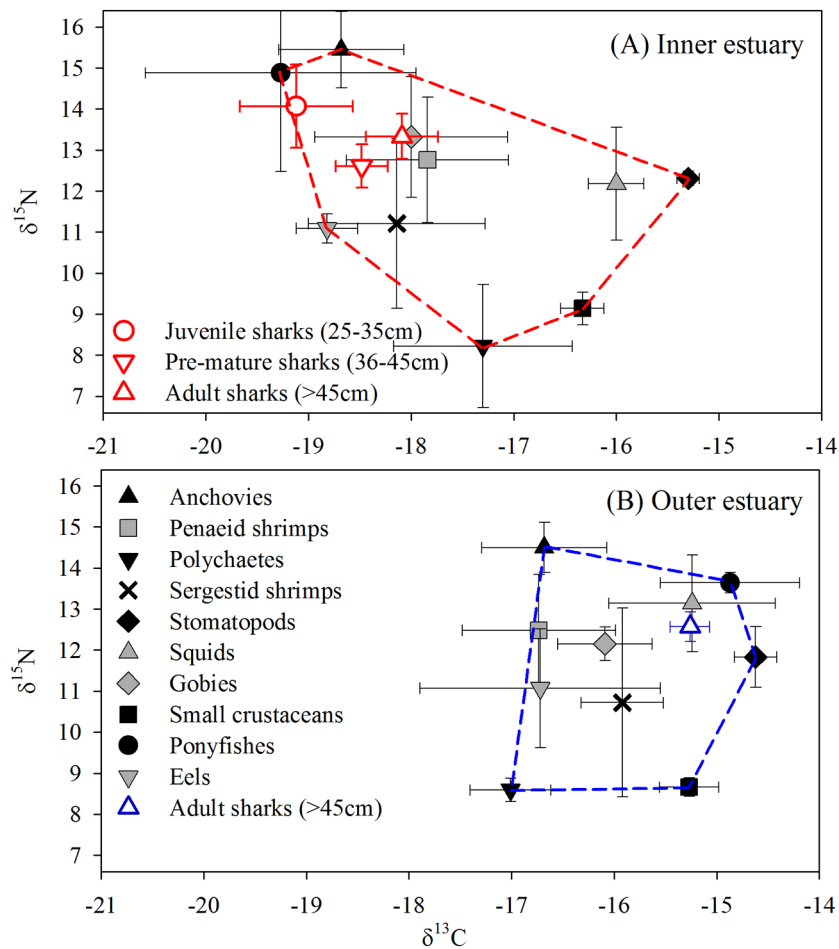 16
(A) Inner estuary
15
14
13
12
11
10
9
8
7
δ15N
Juvenile sharks (25-35cm)
Pre-mature sharks (36-45cm)
Adult sharks (>45cm)
-21 -20 -19 -18 -17 -16 -15 -14
16
(B) Outer estuary
15
14
13
12
11
10
9
8
7
δ15N
Anchovies
Penaeid shrimps
Polychaetes
Sergestid shrimps
Stomatopods
Squids
Gobies
Small crustaceans
Ponyfishes
Eels
Adult sharks (>45cm)
-21 -20 -19 -18 -17 -16 -15 -14
δ13C